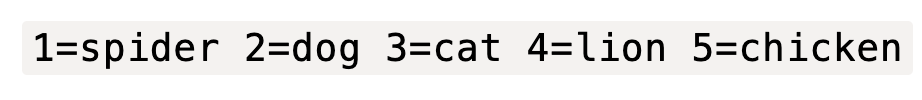 1=spider 2=dog 3=cat 4=lion 5=chicken